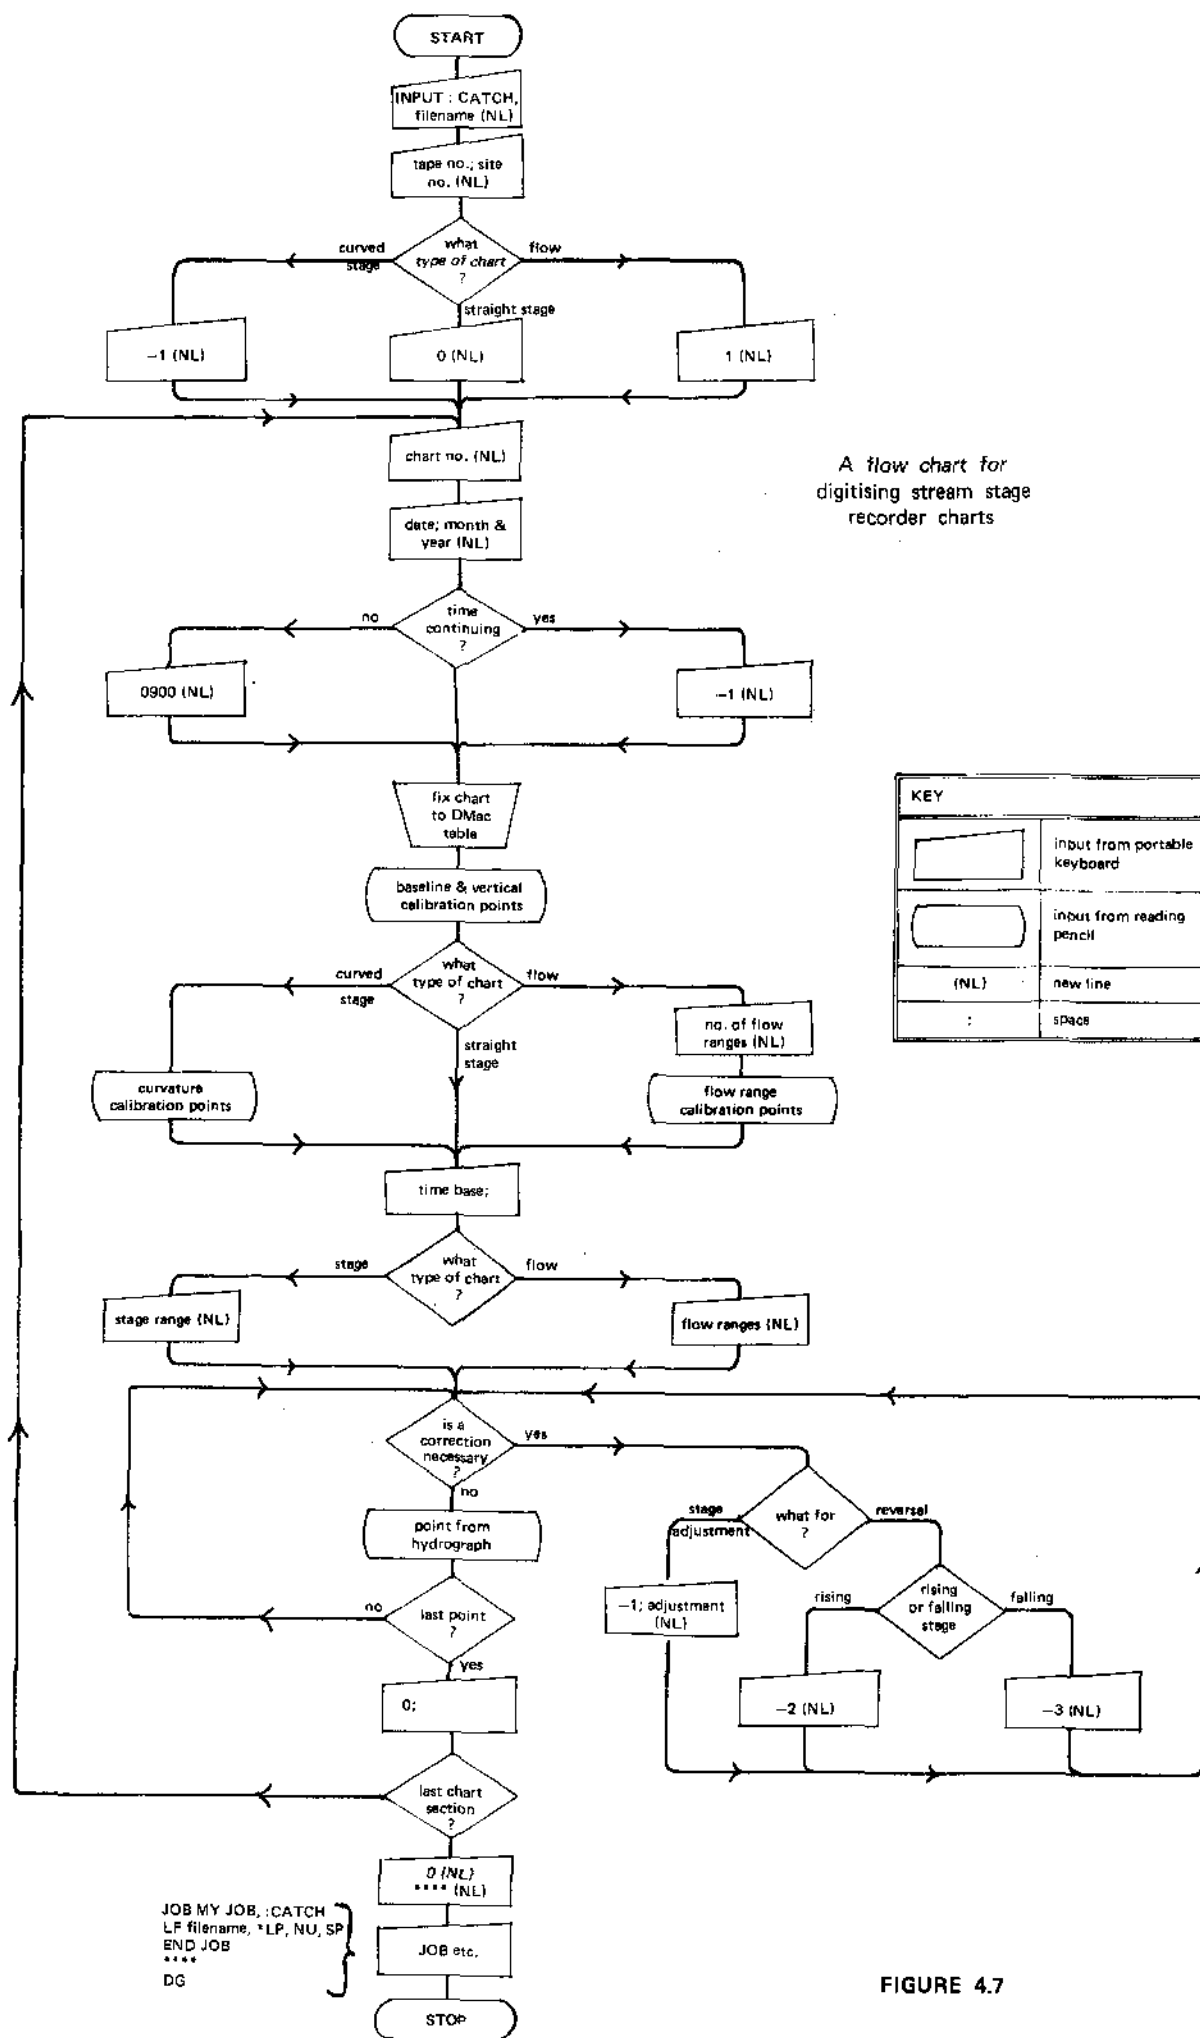 START
INPUT : CATCH,
filename (NL)
tape no.; site
no. (NL)
what
type of chart
?
curved
stage
flow
straight stage
−1 (NL)
0 (NL)
1 (NL)
chart no. (NL)
A flow chart for
digitising stream stage
recorder charts
date; month &
year (NL)
time
continuing
?
no
yes
0900 (NL)
−1 (NL)
fix chart
to DMac
table
KEY
input from portable
keyboard
input from reading
pencil
(NL)
new line
;
space
baseline & vertical
calibration points
what
type of chart
?
curved
stage
flow
straight
stage
no. of flow
ranges (NL)
curvature
calibration points
flow range
calibration points
time base;
what
type of chart
?
stage
flow
stage range (NL)
flow ranges (NL)
is a
correction
necessary
?
yes
no
what for
?
stage
adjustment
reversal
point from
hydrograph
rising
or falling
stage
rising
falling
−1; adjustment
(NL)
last point
?
no
yes
−2 (NL)
−3 (NL)
0;
last chart
section
?
0 (NL)
**** (NL)
JOB MY JOB, :CATCH
LF filename, *LP, NU, SP
END JOB
****
DG
JOB etc.
STOP
FIGURE 4.7